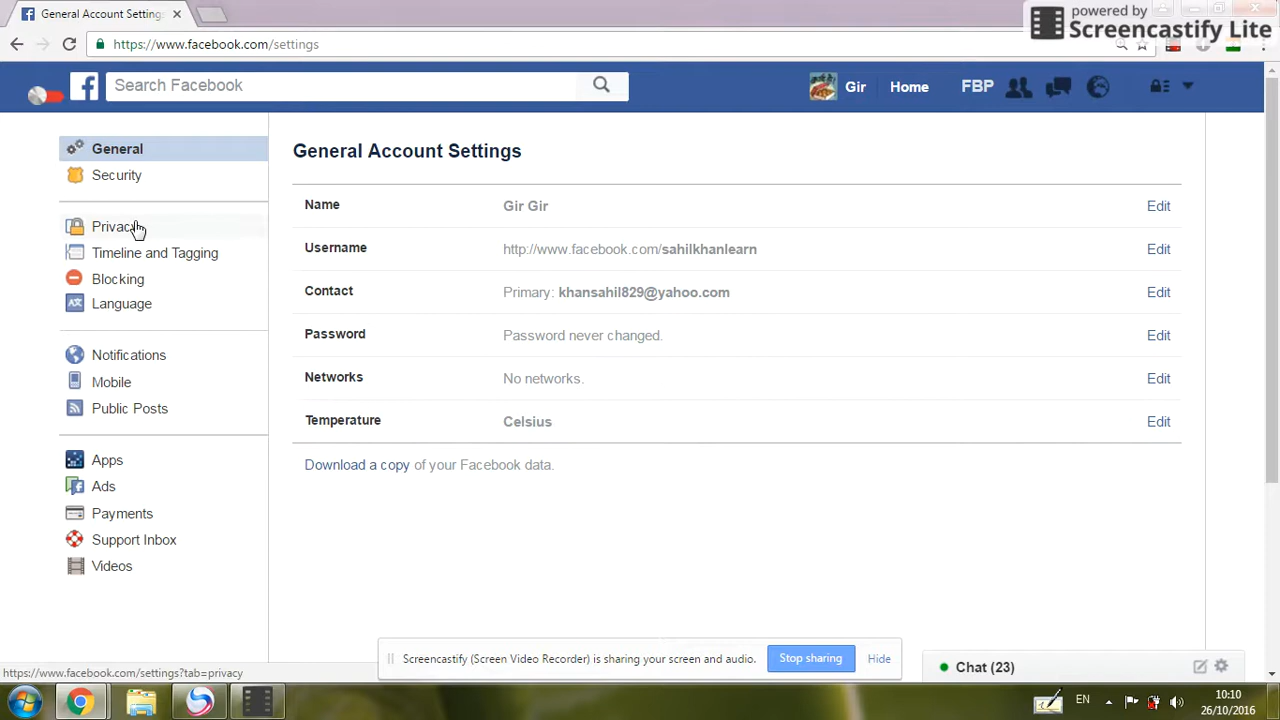 General Account Settings
powered by
Screencastify Lite
https://www.facebook.com/settings
Search Facebook
Gir
Home
FBP
General
Security
Privacy
Timeline and Tagging
Blocking
Language
Notifications
Mobile
Public Posts
Apps
Ads
Payments
Support Inbox
Videos
General Account Settings
Name Gir Gir Edit
Username http://www.facebook.com/sahilkhanlearn Edit
Contact Primary: khansahil829@yahoo.com Edit
Password Password never changed. Edit
Networks No networks. Edit
Temperature Celsius Edit
Download a copy of your Facebook data.
Screencastify (Screen Video Recorder) is sharing your screen and audio. Stop sharing Hide
Chat (23)
https://www.facebook.com/settings?tab=privacy
EN
10:10
26/10/2016